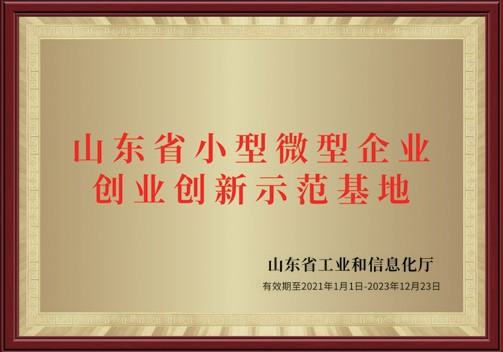 山东省小型微型企业
创业创新示范基地
山东省工业和信息化厅
有效期至2021年1月1日-2023年12月23日